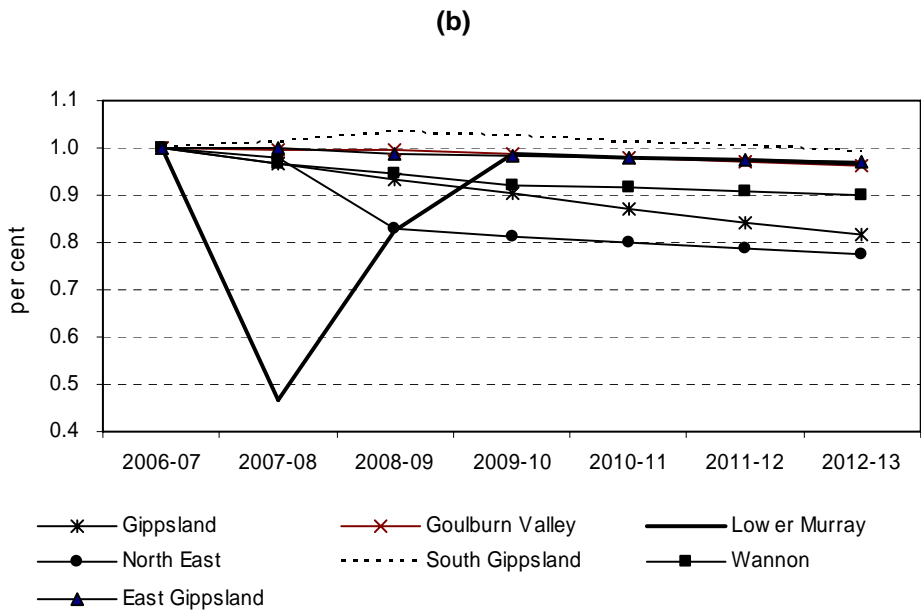 (b)
per cent
1.1
1.0
0.9
0.8
0.7
0.6
0.5
0.4
2006-07 2007-08 2008-09 2009-10 2010-11 2011-12 2012-13
Gippsland Goulburn Valley Lower Murray
North East South Gippsland Wannon
East Gippsland